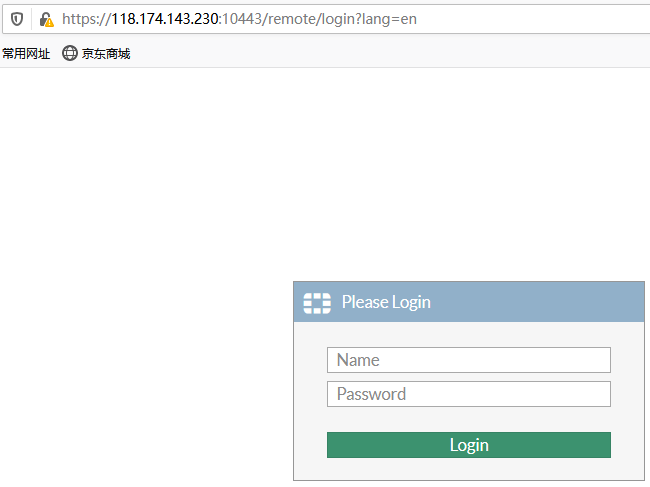 https://118.174.143.230:10443/remote/login?lang=en
常用网址 京东商城
Please Login
Name
Password
Login